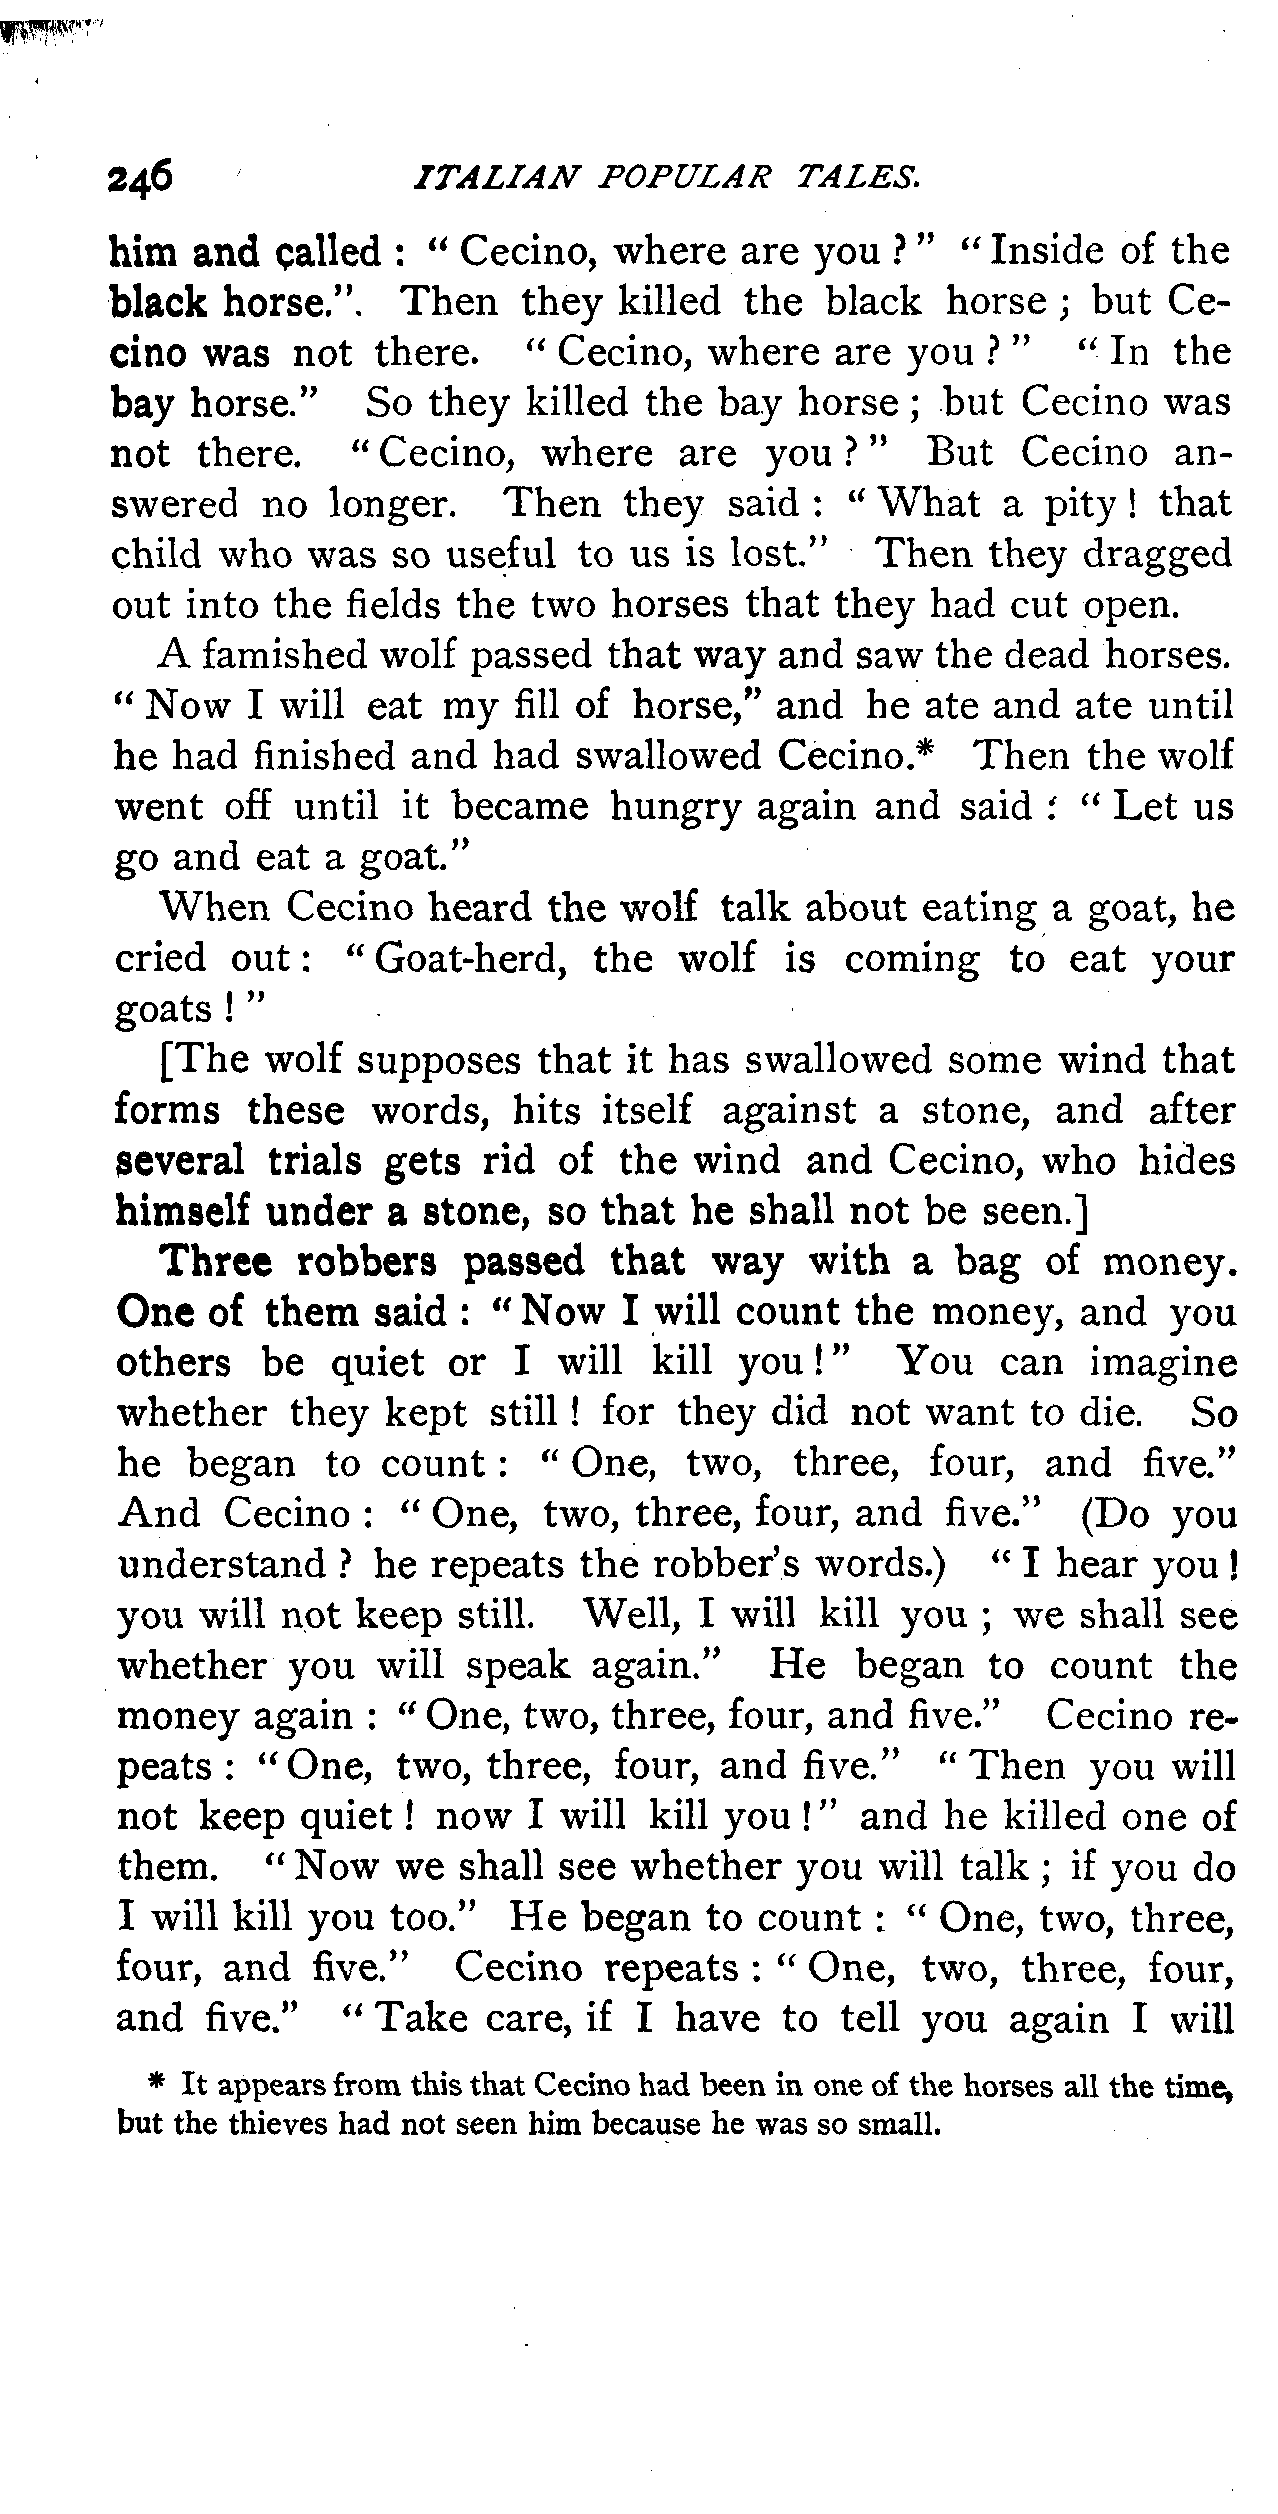 246 ITALIAN POPULAR TALES.
him and called : " Cecino, where are you ? " " Inside of the
black horse.". Then they killed the black horse ; but Ce-
cino was not there. " Cecino, where are you ? " " In the
bay horse." So they killed the bay horse ; but Cecino was
not there. " Cecino, where are you ? " But Cecino an-
swered no longer. Then they said : " What a pity ! that
child who was so useful to us is lost." Then they dragged
out into the fields the two horses that they had cut open.
A famished wolf passed that way and saw the dead horses.
" Now I will eat my fill of horse," and he ate and ate until
he had finished and had swallowed Cecino.* Then the wolf
went off until it became hungry again and said : " Let us
go and eat a goat."
When Cecino heard the wolf talk about eating a goat, he
cried out : " Goat-herd, the wolf is coming to eat your
goats ! "
[The wolf supposes that it has swallowed some wind that
forms these words, hits itself against a stone, and after
several trials gets rid of the wind and Cecino, who hides
himself under a stone, so that he shall not be seen.]
Three robbers passed that way with a bag of money.
One of them said : " Now I will count the money, and you
others be quiet or I will kill you ! " You can imagine
whether they kept still ! for they did not want to die. So
he began to count : " One, two, three, four, and five."
And Cecino : " One, two, three, four, and five." (Do you
understand ? he repeats the robber's words.) " I hear you !
you will not keep still. Well, I will kill you ; we shall see
whether you will speak again." He began to count the
money again : " One, two, three, four, and five." Cecino re-
peats : " One, two, three, four, and five." " Then you will
not keep quiet ! now I will kill you ! " and he killed one of
them. " Now we shall see whether you will talk ; if you do
I will kill you too." He began to count : " One, two, three,
four, and five." Cecino repeats : " One, two, three, four,
and five." " Take care, if I have to tell you again I will
* It appears from this that Cecino had been in one of the horses all the time,
but the thieves had not seen him because he was so small.